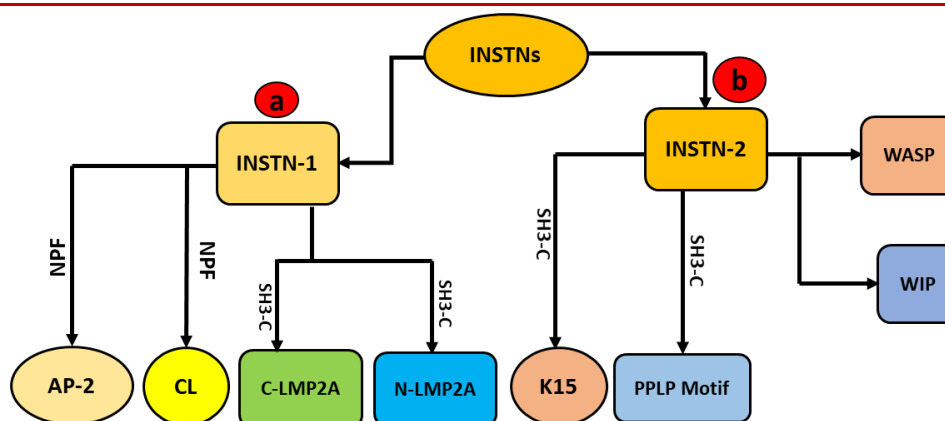 INSTNs
a
b
INSTN-1
INSTN-2
WASP
NPF
NPF
SH3-C
SH3-C
SH3-C
SH3-C
WIP
AP-2
CL
C-LMP2A
N-LMP2A
K15
PPLP Motif